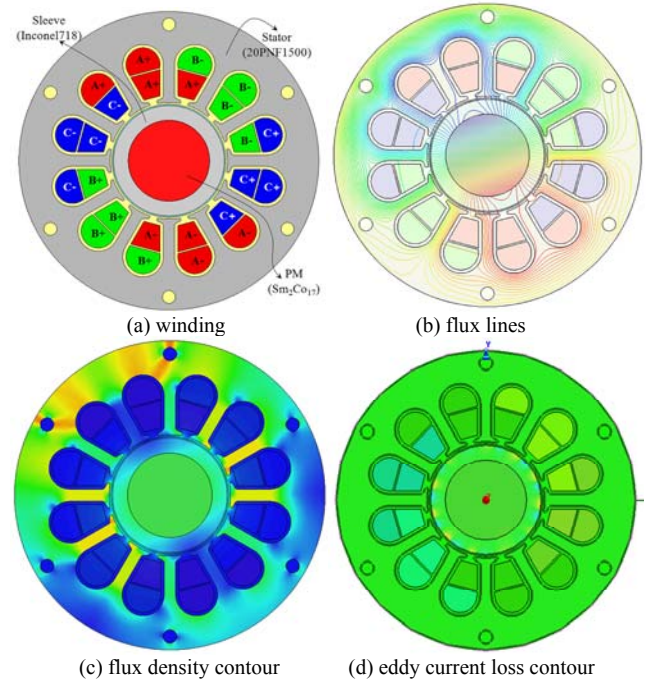 Sleeve
(Inconel718)
Stator
(20PNF1500)
A+ B-
A+ A+ A+ B-
C- B-
C- C- B- C+
C- B+ C+ C+
B+ C+
B+ A- A- A-
B+ A-
PM
(Sm2Co17)
(a) winding
(b) flux lines
y
(c) flux density contour
(d) eddy current loss contour